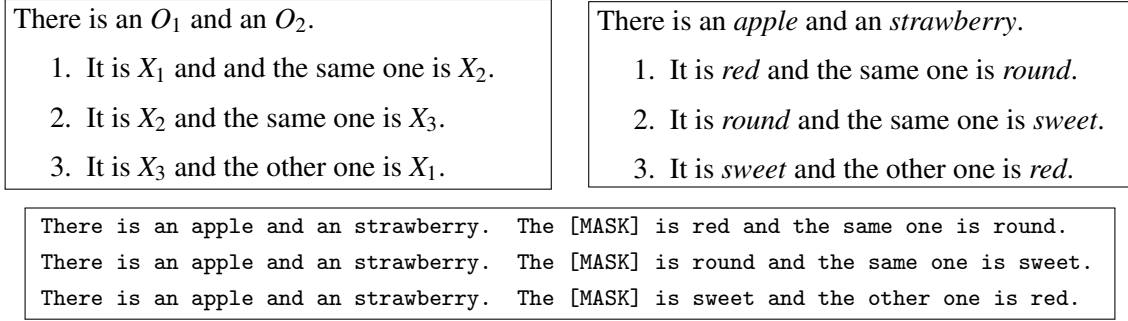 There is an O₁ and an O₂.
1. It is X₁ and and the same one is X₂.
2. It is X₂ and the same one is X₃.
3. It is X₃ and the other one is X₁.
There is an apple and an strawberry.
1. It is red and the same one is round.
2. It is round and the same one is sweet.
3. It is sweet and the other one is red.
There is an apple and an strawberry. The [MASK] is red and the same one is round.
There is an apple and an strawberry. The [MASK] is round and the same one is sweet.
There is an apple and an strawberry. The [MASK] is sweet and the other one is red.